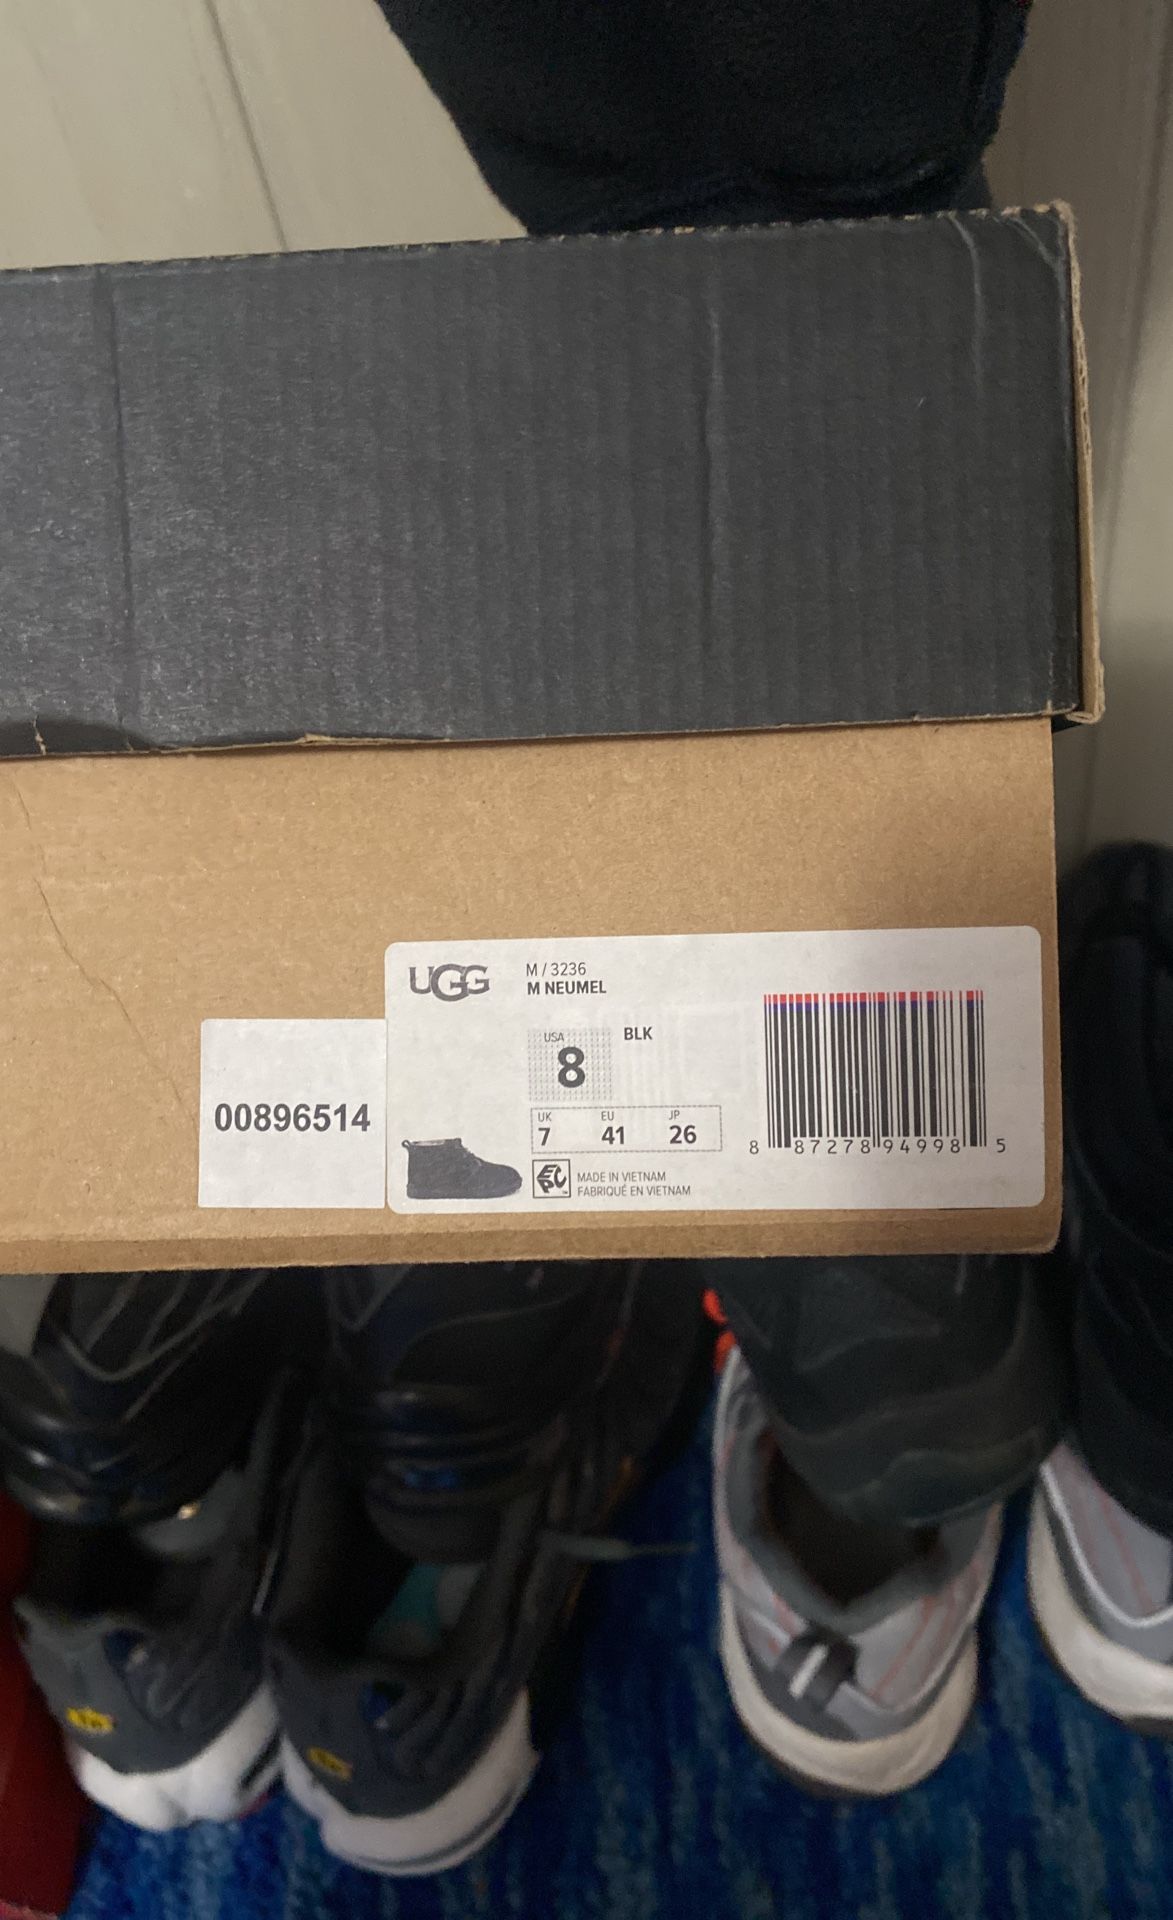 UGG
M / 3236
M NEUMEL
USA
8
BLK
UK EU JP
7 41 26
EPC
MADE IN VIETNAM
FABRIQUÉ EN VIETNAM
8 87278 94998 5
00896514